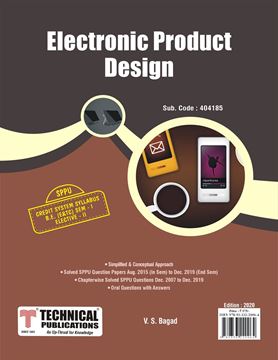 Electronic Product
Design
Sub. Code : 404185
SPPU
CREDIT SYSTEM SYLLABUS
B.E. (E&TC) SEM - I
ELECTIVE - II
• Simplified & Conceptual Approach
• Solved SPPU Question Papers Aug. 2015 (In Sem) to Dec. 2019 (End Sem)
• Chapterwise Solved SPPU Questions Dec. 2007 to Dec. 2019
• Oral Questions with Answers
Edition : 2020
V. S. Bagad
TECHNICAL
PUBLICATIONS
An Up-Thrust for Knowledge